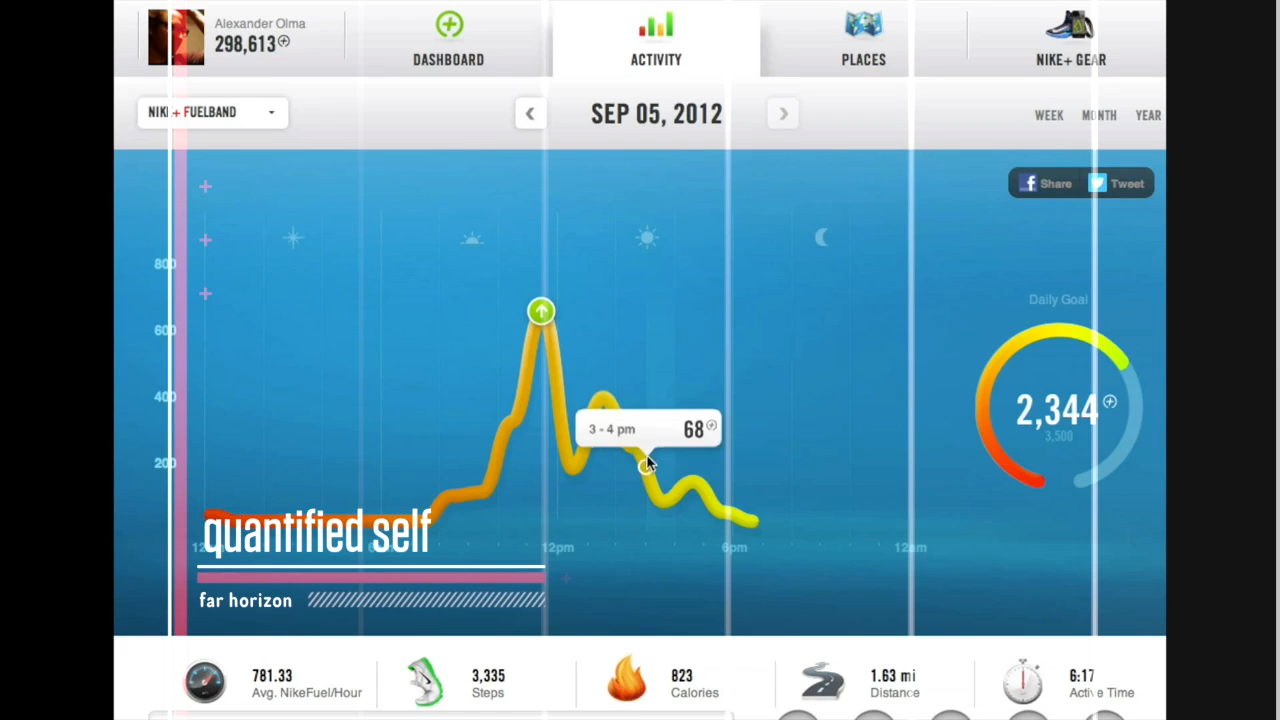 Alexander Olma
298,613
DASHBOARD
ACTIVITY
PLACES
NIKE+ GEAR
NIKE+ FUELBAND
SEP 05, 2012
WEEK MONTH YEAR
Share
Tweet
800
600
400
200
3 - 4 pm 68
Daily Goal
2,344
3,500
quantified self
12pm
6pm
12am
far horizon
781.33
Avg. NikeFuel/Hour
3,335
Steps
823
Calories
1.63 mi
Distance
6:17
Active Time